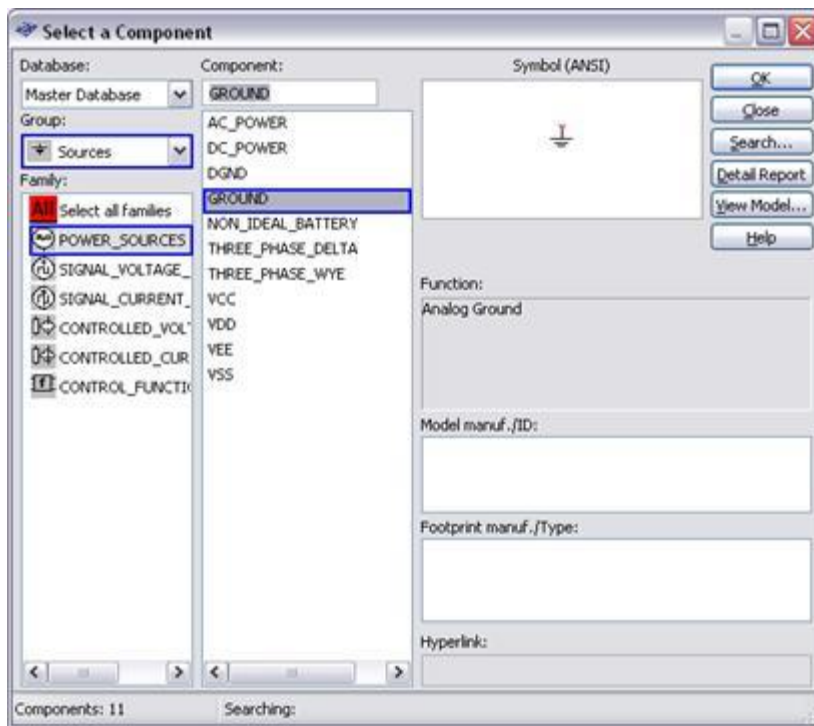 Select a Component
Database:
Master Database
Group:
Sources
Family:
All Select all families
POWER_SOURCES
SIGNAL_VOLTAGE_
SIGNAL_CURRENT_
CONTROLLED_VOL
CONTROLLED_CUR
CONTROL_FUNCTI
Component:
GROUND
AC_POWER
DC_POWER
DGND
GROUND
NON_IDEAL_BATTERY
THREE_PHASE_DELTA
THREE_PHASE_WYE
VCC
VDD
VEE
VSS
Symbol (ANSI)
OK
Close
Search...
Detail Report
View Model...
Help
Function:
Analog Ground
Model manuf./ID:
Footprint manuf./Type:
Hyperlink:
Components: 11
Searching: